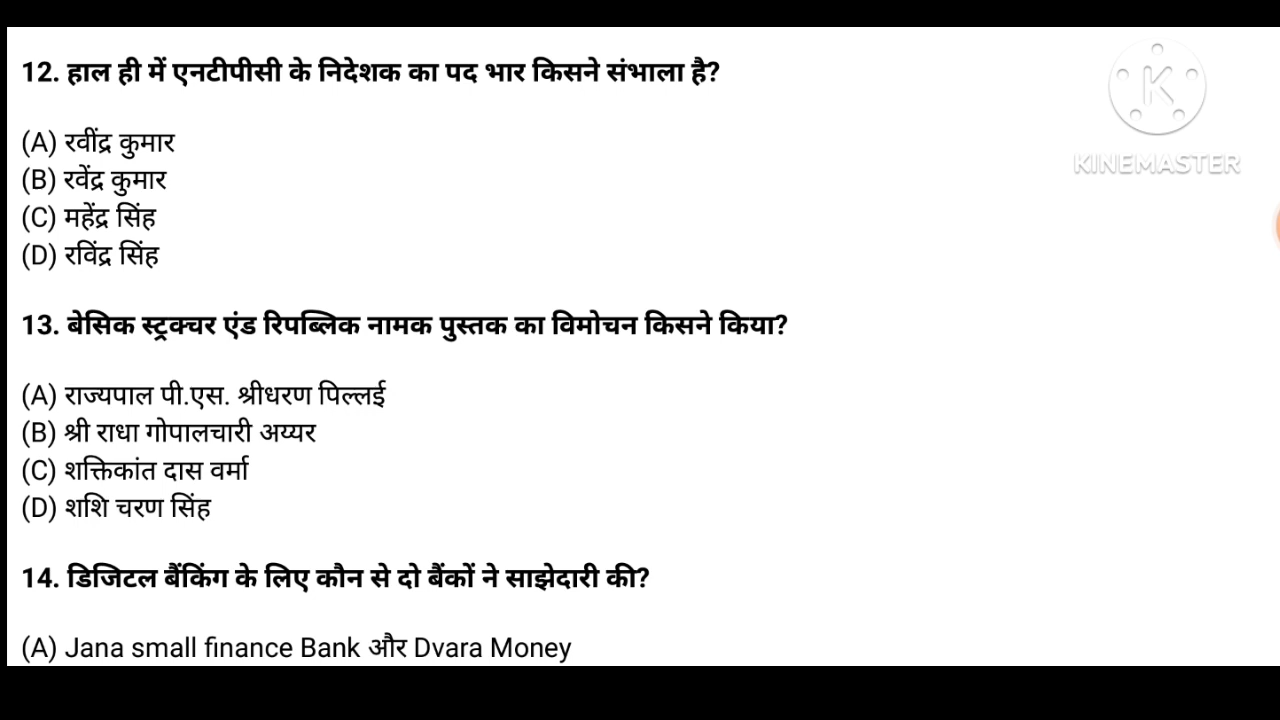 12. हाल ही में एनटीपीसी के निदेशक का पद भार किसने संभाला है?
KINEMASTER
(A) रवींद्र कुमार
(B) रवेंद्र कुमार
(C) महेंद्र सिंह
(D) रविंद्र सिंह
13. बेसिक स्ट्रक्चर एंड रिपब्लिक नामक पुस्तक का विमोचन किसने किया?
(A) राज्यपाल पी.एस. श्रीधरण पिल्लई
(B) श्री राधा गोपालचारी अय्यर
(C) शक्तिकांत दास वर्मा
(D) शशि चरण सिंह
14. डिजिटल बैंकिंग के लिए कौन से दो बैंकों ने साझेदारी की?
(A) Jana small finance Bank और Dvara Money